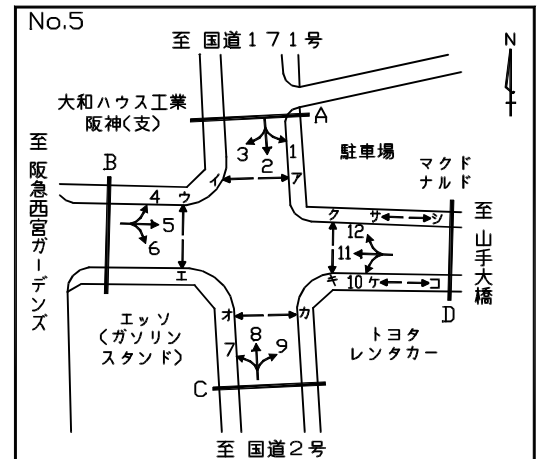 No.5
至 国道171号
N
大和ハウス工業
阪神(支)
A
駐車場
マクド
ナルド
至 阪急西宮ガーデンズ
B
3
2
1
イ
ア
4
ウ
5
6
エ
ク
サ
シ
12
11
キ
10
ケ
コ
至 山手大橋
D
エッソ
(ガソリン
スタンド)
オ
カ
7
8
9
トヨタ
レンタカー
C
至 国道2号